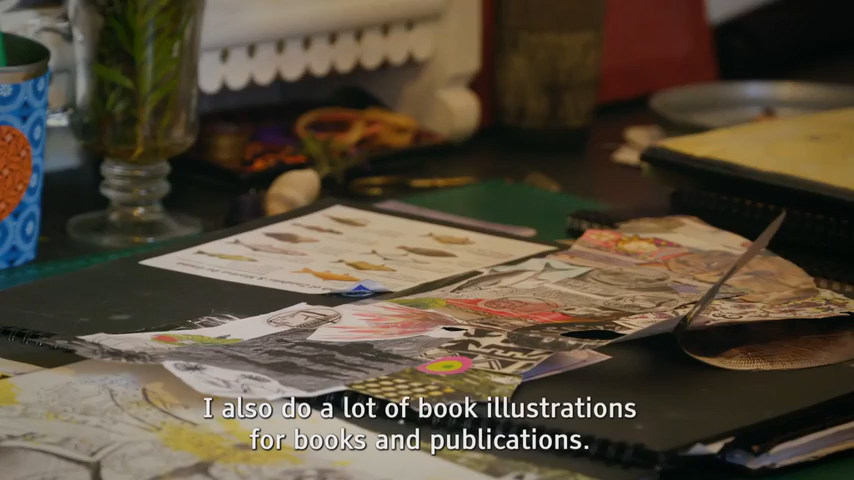 I also do a lot of book illustrations
for books and publications.